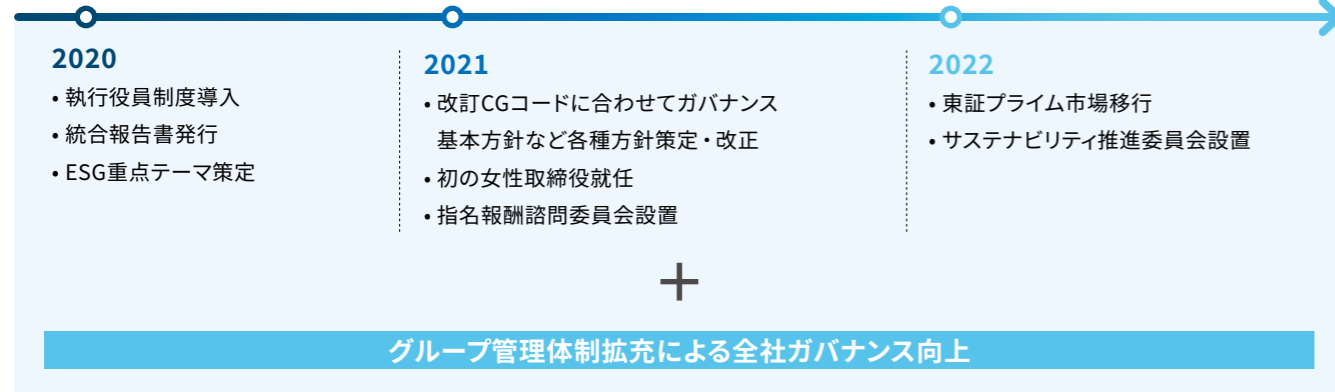 2020
• 執行役員制度導入
• 統合報告書発行
• ESG重点テーマ策定
2021
• 改訂CGコードに合わせてガバナンス
基本方針など各種方針策定・改正
• 初の女性取締役就任
• 指名報酬諮問委員会設置
2022
• 東証プライム市場移行
• サステナビリティ推進委員会設置
+
グループ管理体制拡充による全社ガバナンス向上